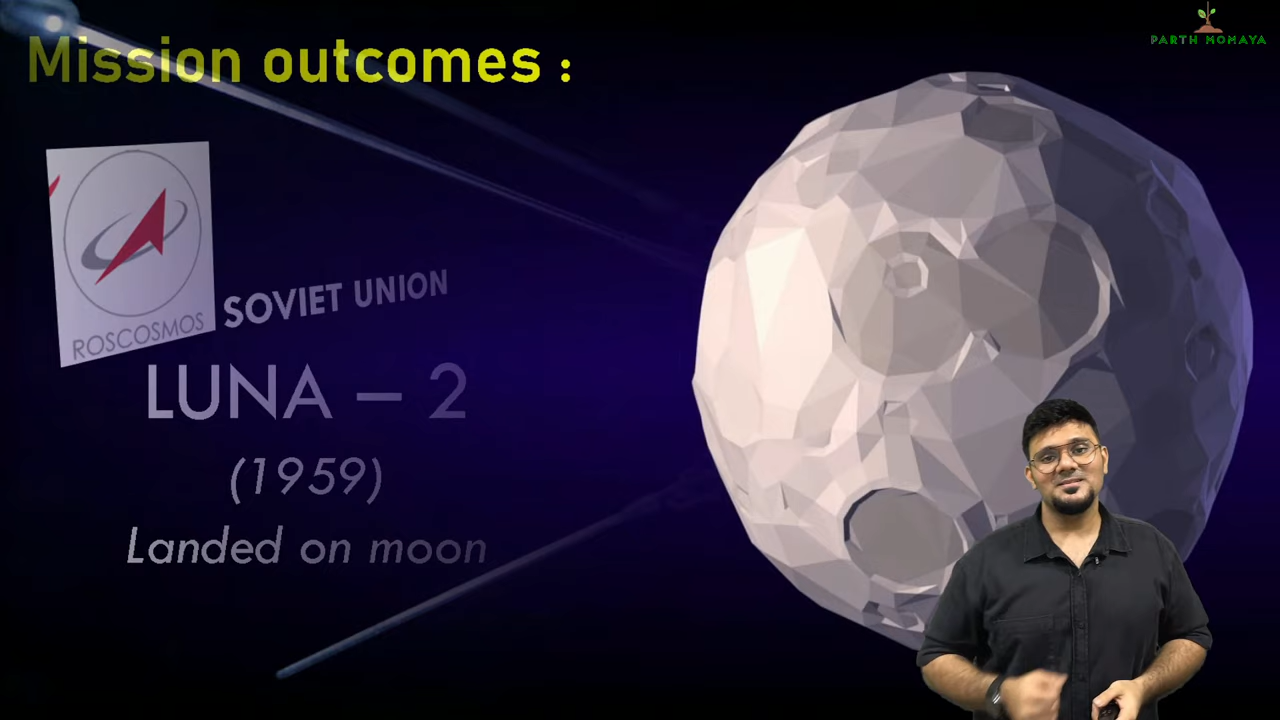 Mission outcomes :
PARTH MOMAYA
ROSCOSMOS
SOVIET UNION
LUNA – 2
(1959)
Landed on moon